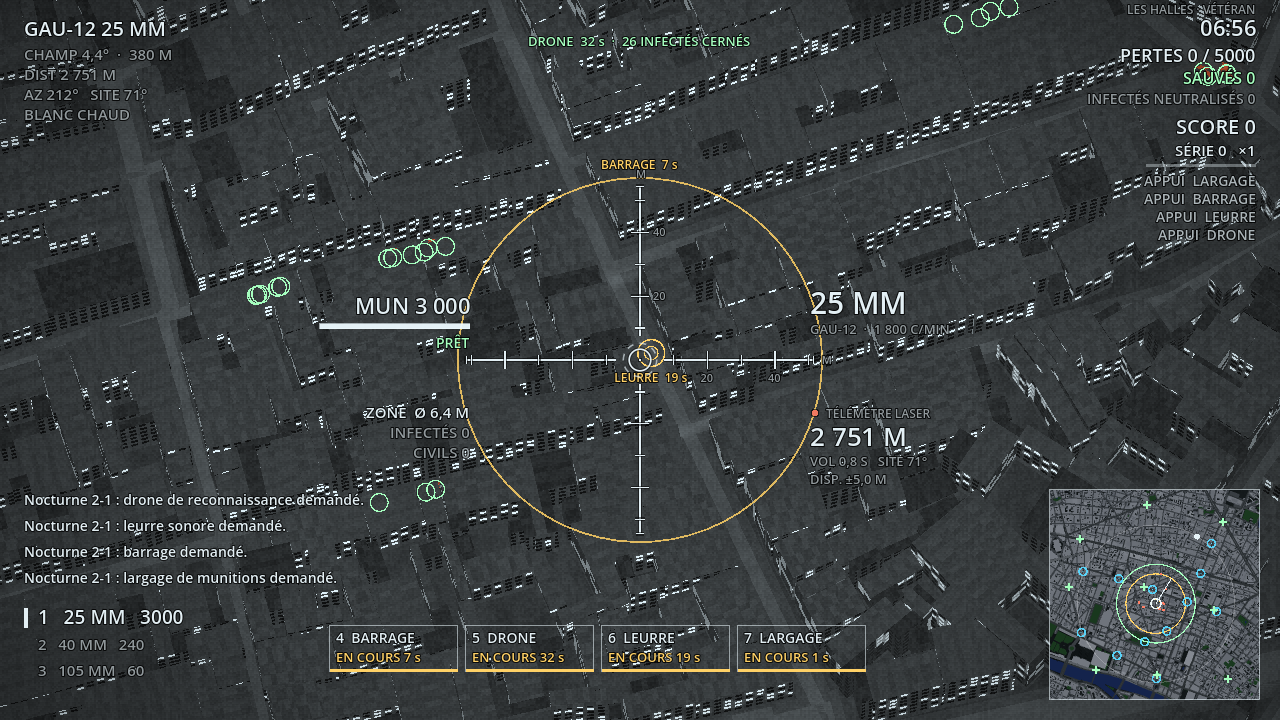 GAU-12 25 MM
CHAMP 4,4° · 380 M
DIST 2 751 M
AZ 212° SITE 71°
BLANC CHAUD
DRONE 32 s 26 INFECTÉS CERNÉS
LES HALLES · VÉTÉRAN
06:56
PERTES 0 / 5000
SAUVÉS 0
INFECTÉS NEUTRALISÉS 0
SCORE 0
SÉRIE 0 ×1
APPUI LARGAGE
APPUI BARRAGE
APPUI LEURRE
APPUI DRONE
BARRAGE 7 s
M
40
20
MUN 3 000
PRÊT
25 MM
GAU-12 · 1 800 C/MIN
LEURRE 19 s
20
40
M
ZONE Ø 6,4 M
INFECTÉS 0
CIVILS 0
TÉLÉMÈTRE LASER
2 751 M
VOL 0,8 S SITE 71°
DISP. ±5,0 M
Nocturne 2-1 : drone de reconnaissance demandé.
Nocturne 2-1 : leurre sonore demandé.
Nocturne 2-1 : barrage demandé.
Nocturne 2-1 : largage de munitions demandé.
1 25 MM 3000
2 40 MM 240
3 105 MM 60
4 BARRAGE
EN COURS 7 s
5 DRONE
EN COURS 32 s
6 LEURRE
EN COURS 19 s
7 LARGAGE
EN COURS 1 s